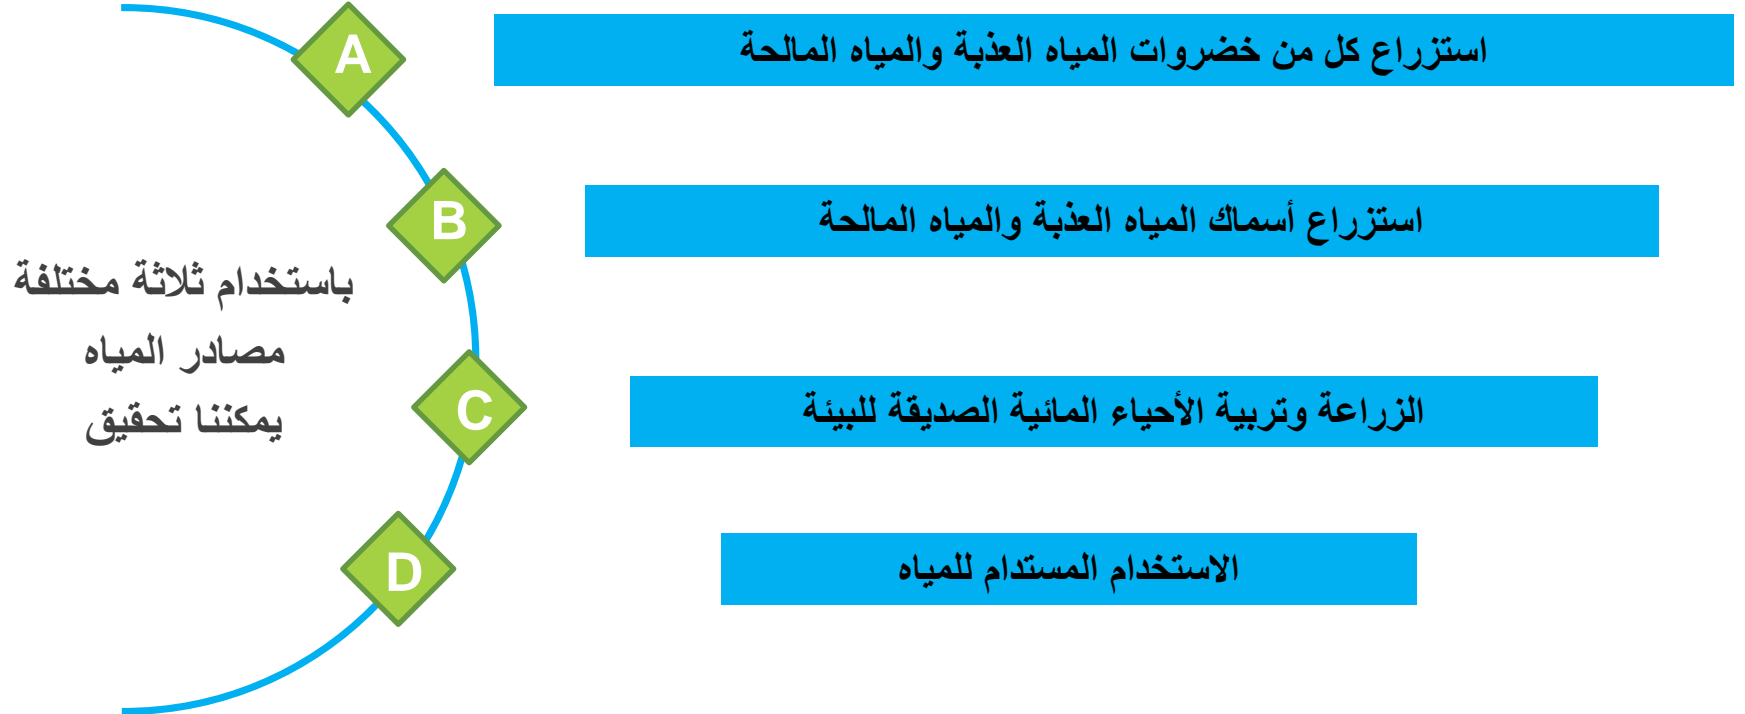 باستخدام ثلاثة مختلفة
مصادر المياه
يمكننا تحقيق
A
استزراع كل من خضروات المياه العذبة والمياه المالحة
B
استزراع أسماك المياه العذبة والمياه المالحة
C
الزراعة وتربية الأحياء المائية الصديقة للبيئة
D
الاستخدام المستدام للمياه